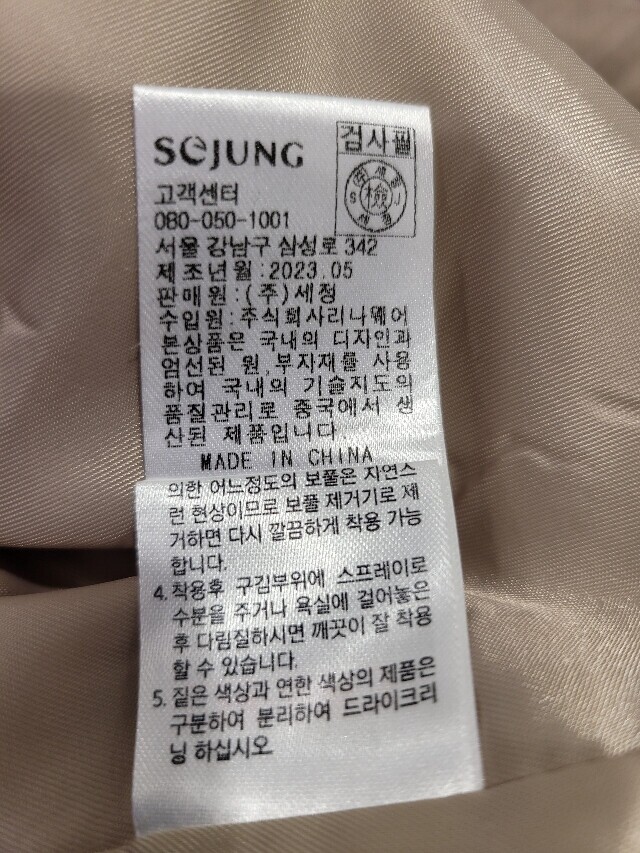 SEJUNG
검사필
㈜세정
S 檢 J
세정
고객센터
080-050-1001
서울 강남구 삼성로 342
제조년월:2023.05
판매원:(주)세정
수입원:주식회사리나웨어
본상품은 국내의 디자인과
엄선된 원,부자재를 사용
하여 국내의 기술지도의
품질관리로 중국에서 생
산된 제품입니다.
MADE IN CHINA
의한 어느정도의 보풀은 자연스
런 현상이므로 보풀 제거기로 제
거하면 다시 깔끔하게 착용 가능
합니다.
4. 착용후 구김부위에 스프레이로
수분을 주거나 욕실에 걸어놓은
후 다림질하시면 깨끗이 잘 착용
할 수 있습니다.
5. 짙은 색상과 연한 색상의 제품은
구분하여 분리하여 드라이크리
닝 하십시오